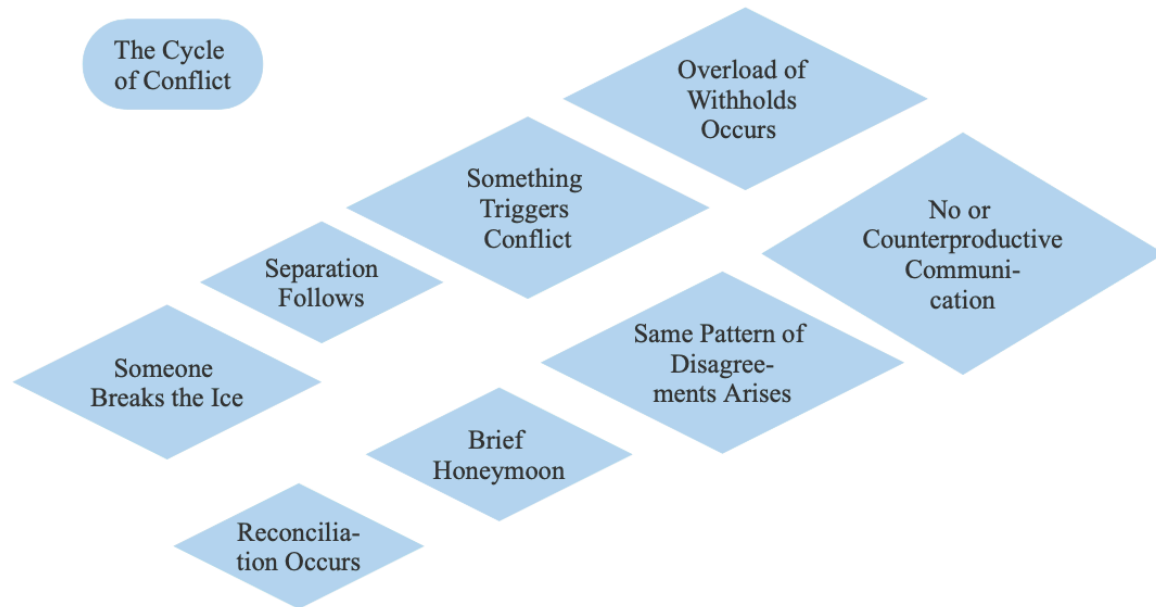 The Cycle
of Conflict
Overload of
Withholds
Occurs
Something
Triggers
Conflict
No or
Counterproductive
Communi-
cation
Separation
Follows
Same Pattern of
Disagree-
ments Arises
Someone
Breaks the Ice
Brief
Honeymoon
Reconcilia-
tion Occurs